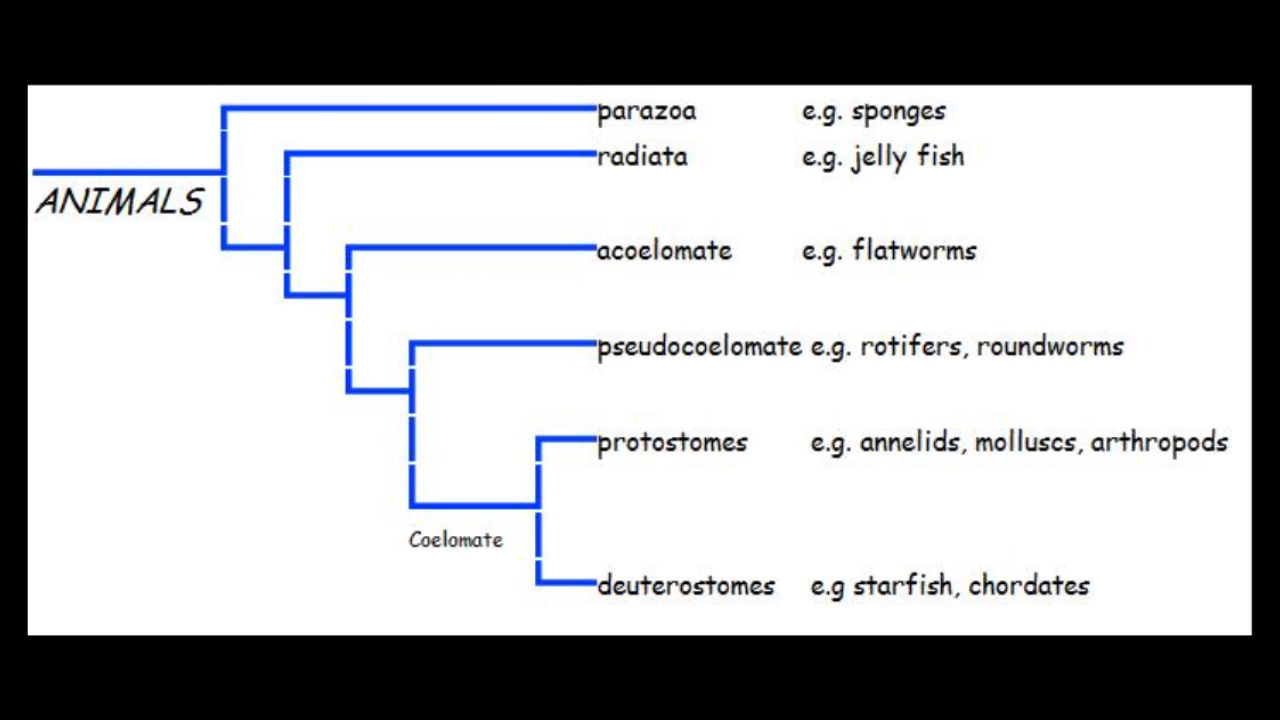 parazoa e.g. sponges
radiata e.g. jelly fish
ANIMALS
acoelomate e.g. flatworms
pseudocoelomate e.g. rotifers, roundworms
protostomes e.g. annelids, molluscs, arthropods
Coelomate
deuterostomes e.g starfish, chordates